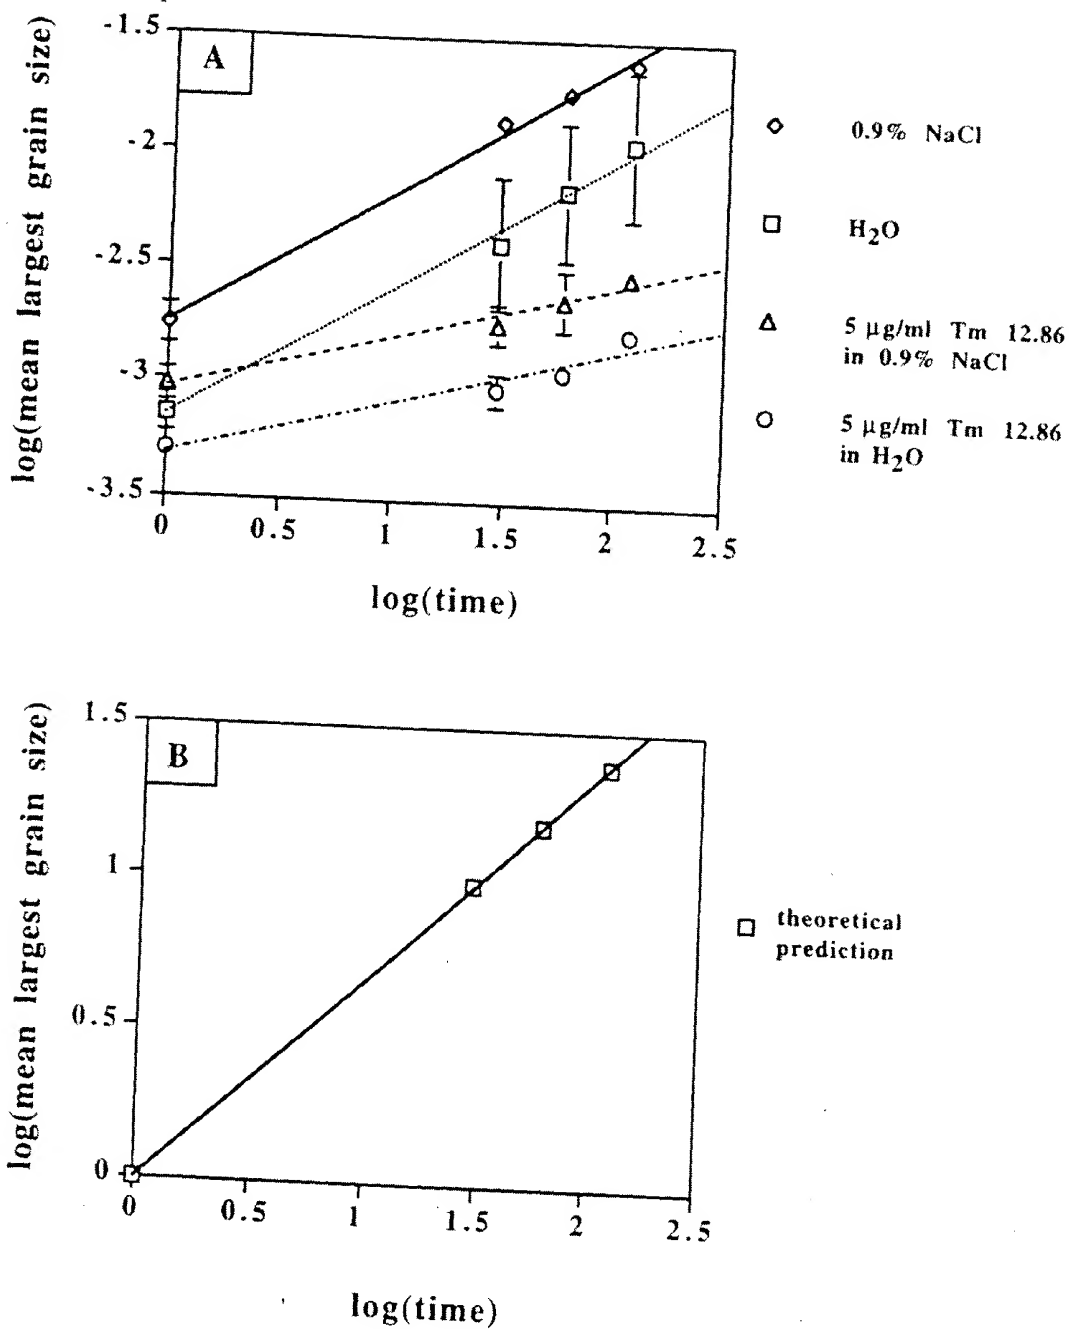 A
log(mean largest grain size)
-1.5
-2
-2.5
-3
-3.5
0
0.5
1
1.5
2
2.5
log(time)
0.9% NaCl
H2O
5 µg/ml Tm 12.86
in 0.9% NaCl
5 µg/ml Tm 12.86
in H2O
B
log(mean largest grain size)
1.5
1
0.5
0
0
0.5
1
1.5
2
2.5
log(time)
theoretical
prediction